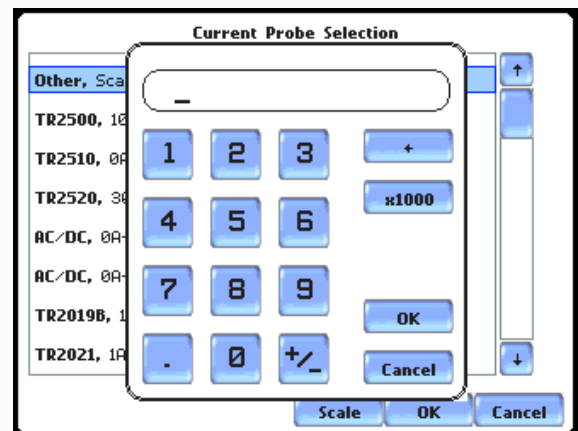 Current Probe Selection
Other, Sca
TR2500, 10
TR2510, 0A
TR2520, 30
AC/DC, 0A-
AC/DC, 0A-
TR2019B, 1
TR2021, 1A
_
1 2 3
4 5 6
x1000
7 8 9
OK
. 0 +/_
Cancel
Scale OK Cancel